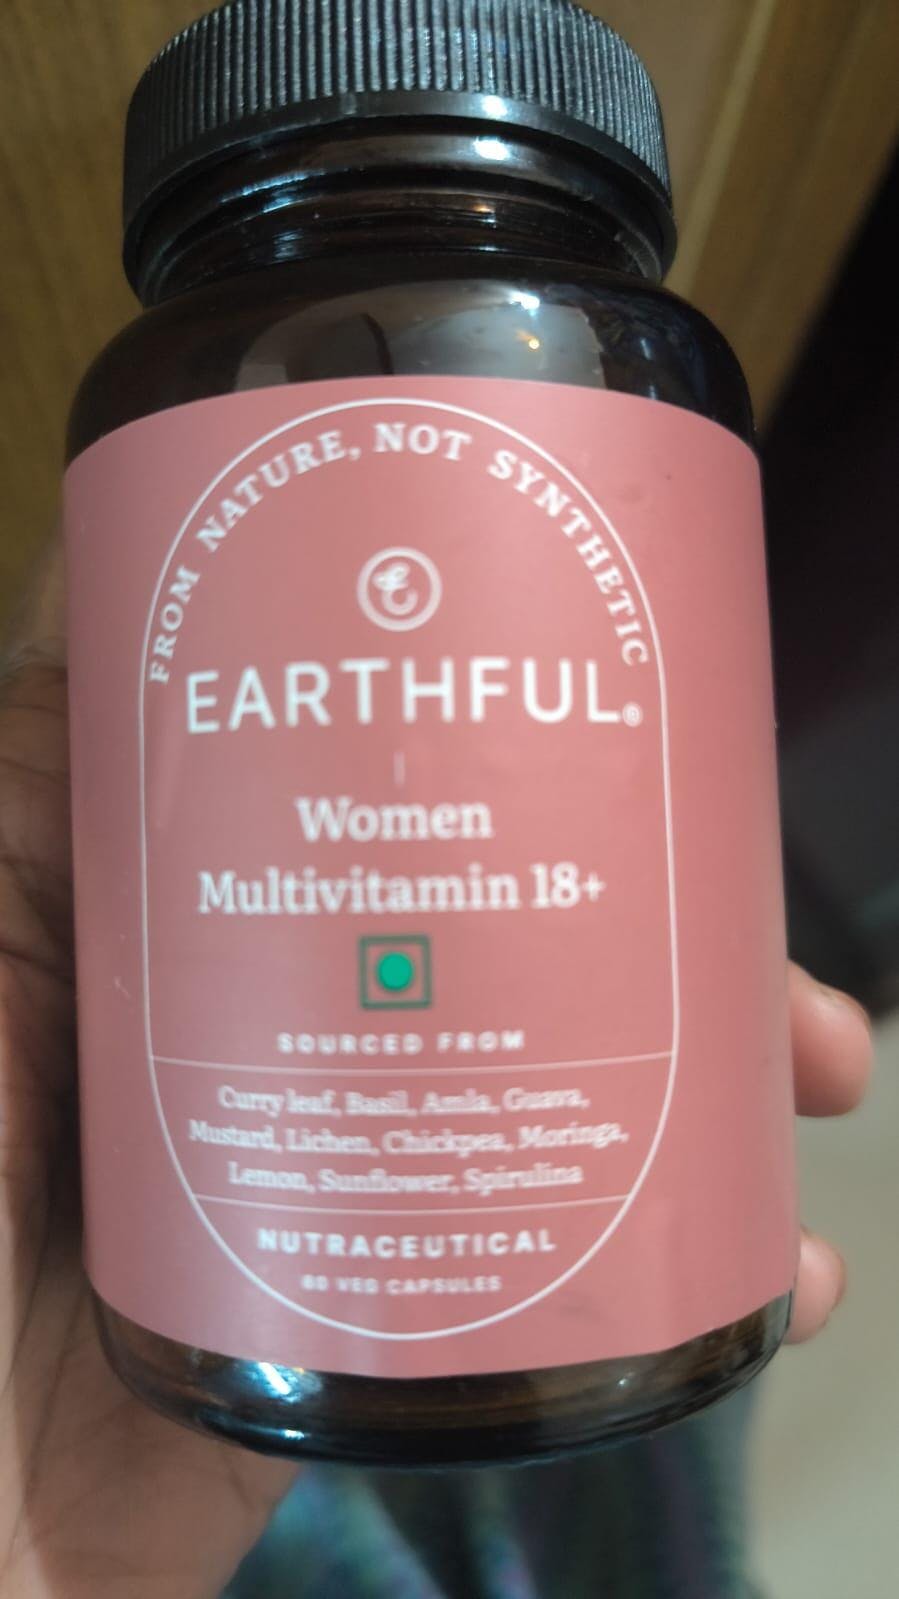 FROM NATURE, NOT SYNTHETIC
EARTHFUL®
Women
Multivitamin 18+
SOURCED FROM
Curry leaf, Basil, Amla, Guava,
Mustard, Lichen, Chickpea, Moringa,
Lemon, Sunflower, Spirulina
NUTRACEUTICAL
60 VEG CAPSULES